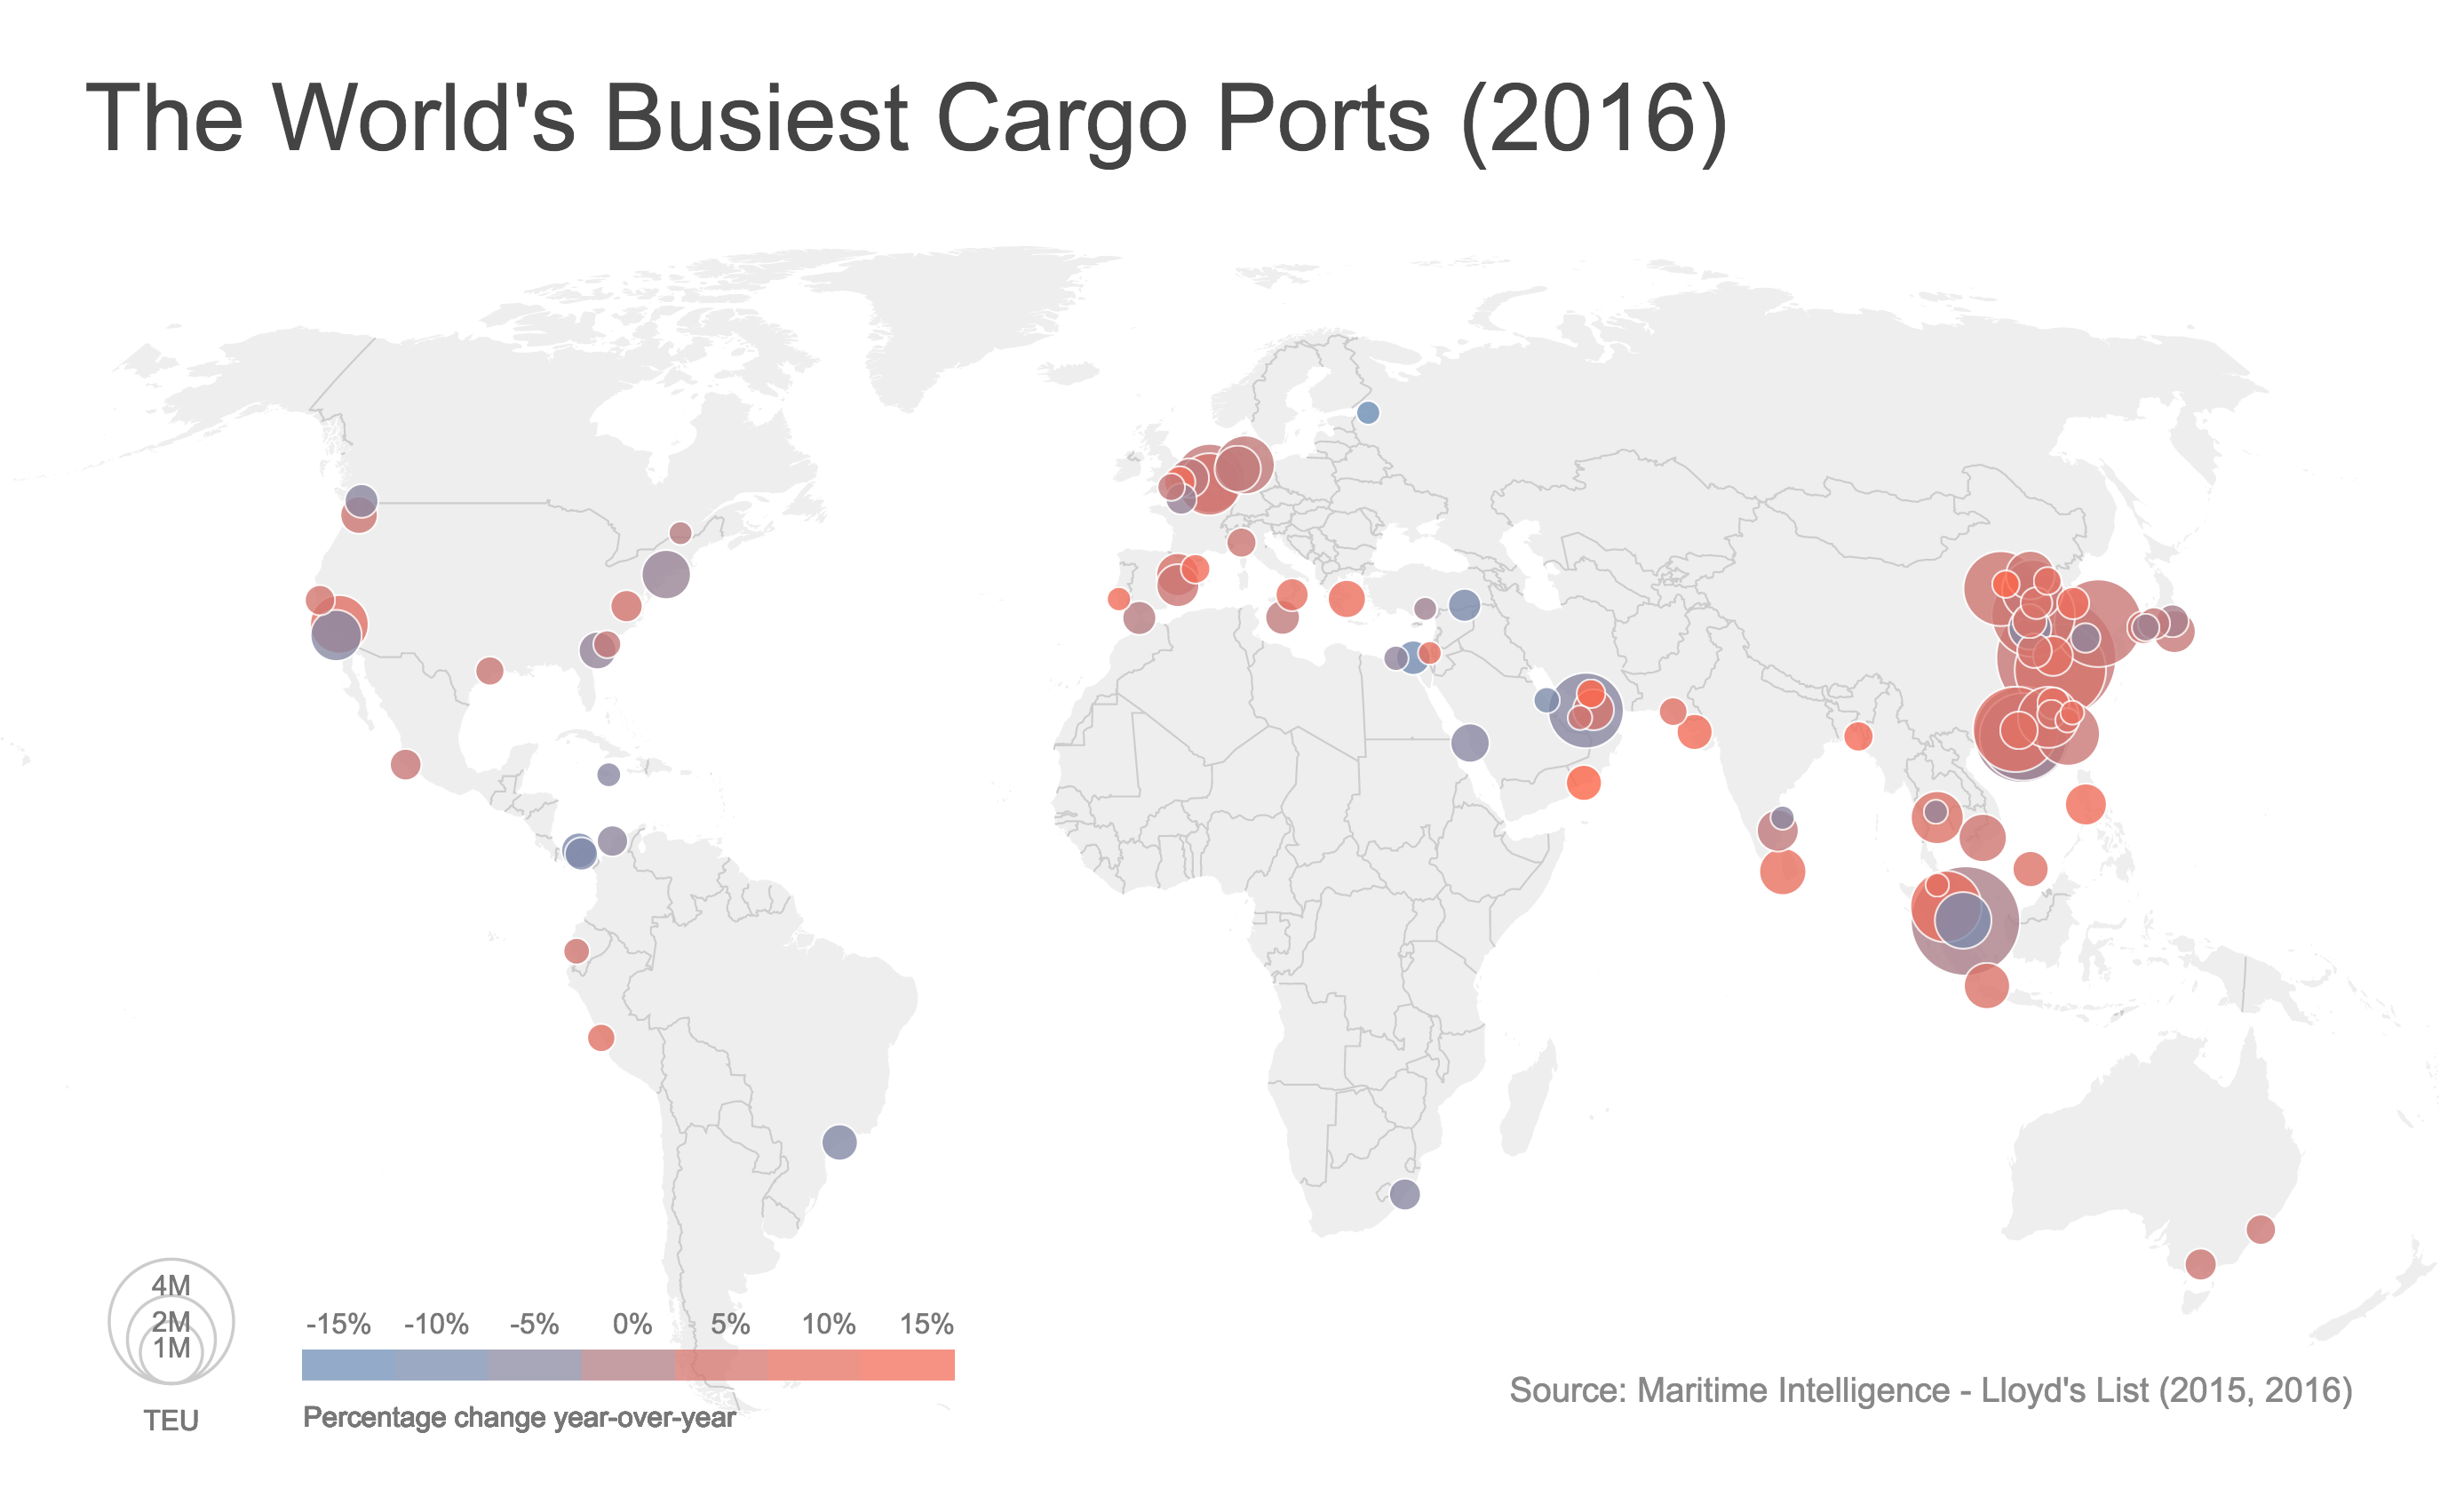 The World's Busiest Cargo Ports (2016)
4M
2M
1M
TEU
-15% -10% -5% 0% 5% 10% 15%
Percentage change year-over-year
Source: Maritime Intelligence - Lloyd's List (2015, 2016)